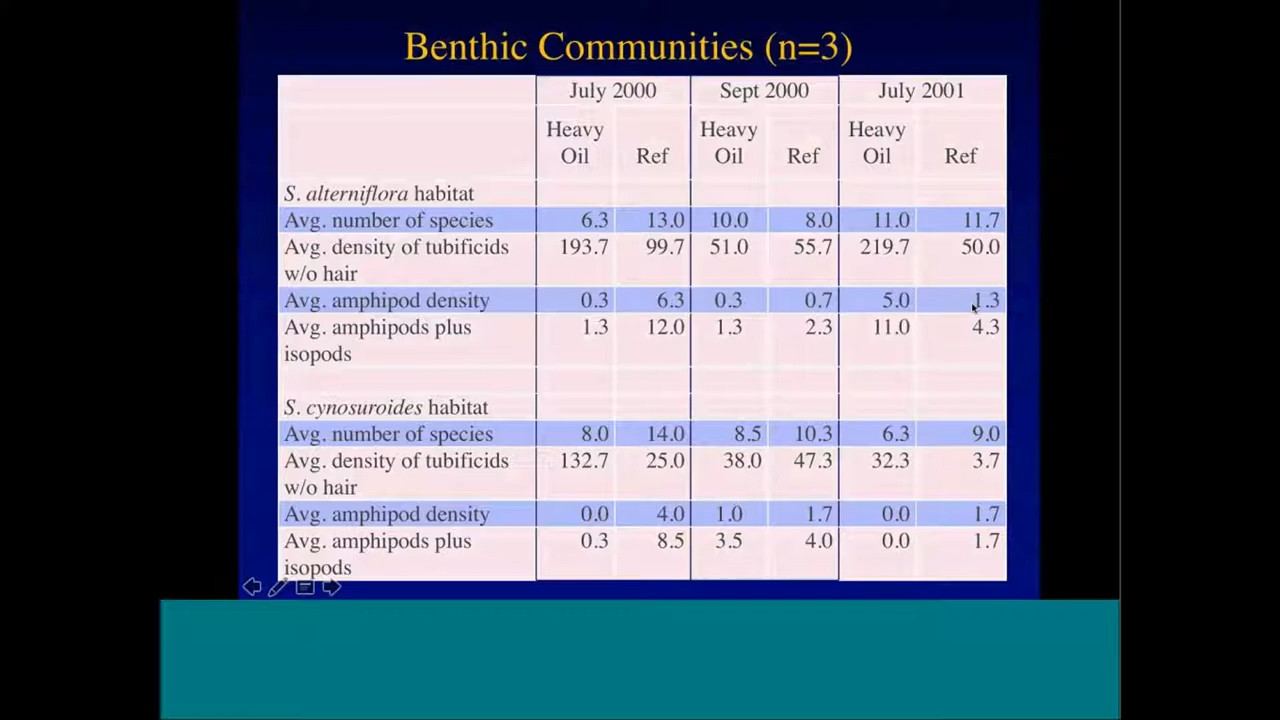 Benthic Communities (n=3)
July 2000 Sept 2000 July 2001
Heavy Heavy Heavy
Oil Ref Oil Ref Oil Ref
S. alterniflora habitat
Avg. number of species 6.3 13.0 10.0 8.0 11.0 11.7
Avg. density of tubificids 193.7 99.7 51.0 55.7 219.7 50.0
w/o hair
Avg. amphipod density 0.3 6.3 0.3 0.7 5.0 1.3
Avg. amphipods plus 1.3 12.0 1.3 2.3 11.0 4.3
isopods
S. cynosuroides habitat
Avg. number of species 8.0 14.0 8.5 10.3 6.3 9.0
Avg. density of tubificids 132.7 25.0 38.0 47.3 32.3 3.7
w/o hair
Avg. amphipod density 0.0 4.0 1.0 1.7 0.0 1.7
Avg. amphipods plus 0.3 8.5 3.5 4.0 0.0 1.7
isopods